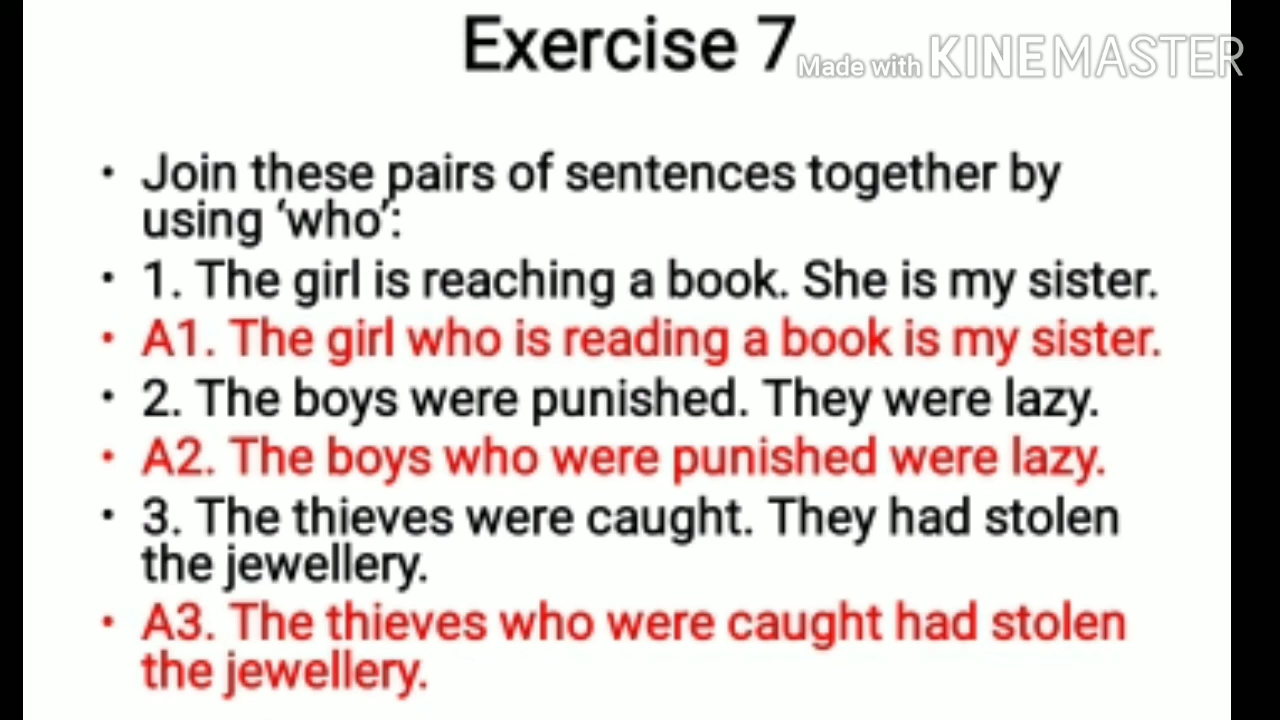 Exercise 7
Made with KINEMASTER
• Join these pairs of sentences together by
using ‘who’:
• 1. The girl is reaching a book. She is my sister.
• A1. The girl who is reading a book is my sister.
• 2. The boys were punished. They were lazy.
• A2. The boys who were punished were lazy.
• 3. The thieves were caught. They had stolen
the jewellery.
• A3. The thieves who were caught had stolen
the jewellery.